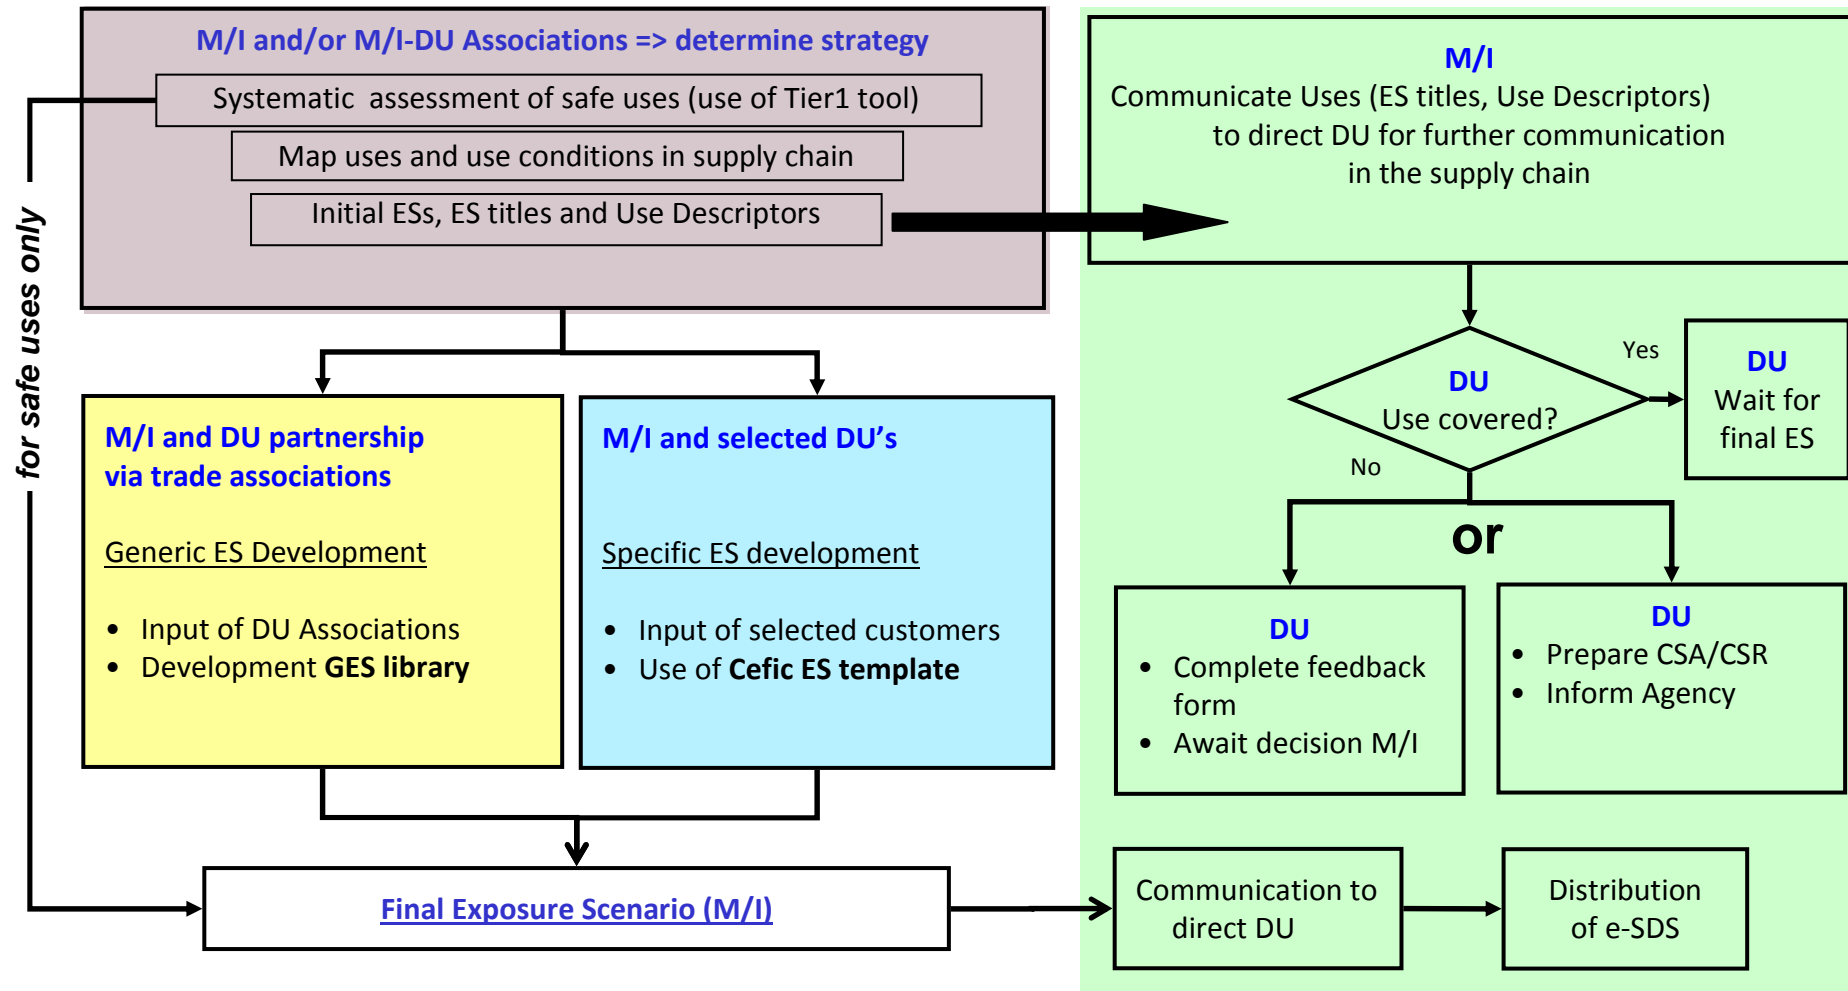 M/I and/or M/I-DU Associations => determine strategy
Systematic assessment of safe uses (use of Tier1 tool)
Map uses and use conditions in supply chain
Initial ESs, ES titles and Use Descriptors
for safe uses only
M/I and DU partnership
via trade associations
Generic ES Development
• Input of DU Associations
• Development GES library
M/I and selected DU's
Specific ES development
• Input of selected customers
• Use of Cefic ES template
Final Exposure Scenario (M/I)
M/I
Communicate Uses (ES titles, Use Descriptors)
to direct DU for further communication
in the supply chain
DU
Use covered?
Yes
DU
Wait for
final ES
No
or
DU
• Complete feedback
form
• Await decision M/I
DU
• Prepare CSA/CSR
• Inform Agency
Communication to
direct DU
Distribution
of e-SDS